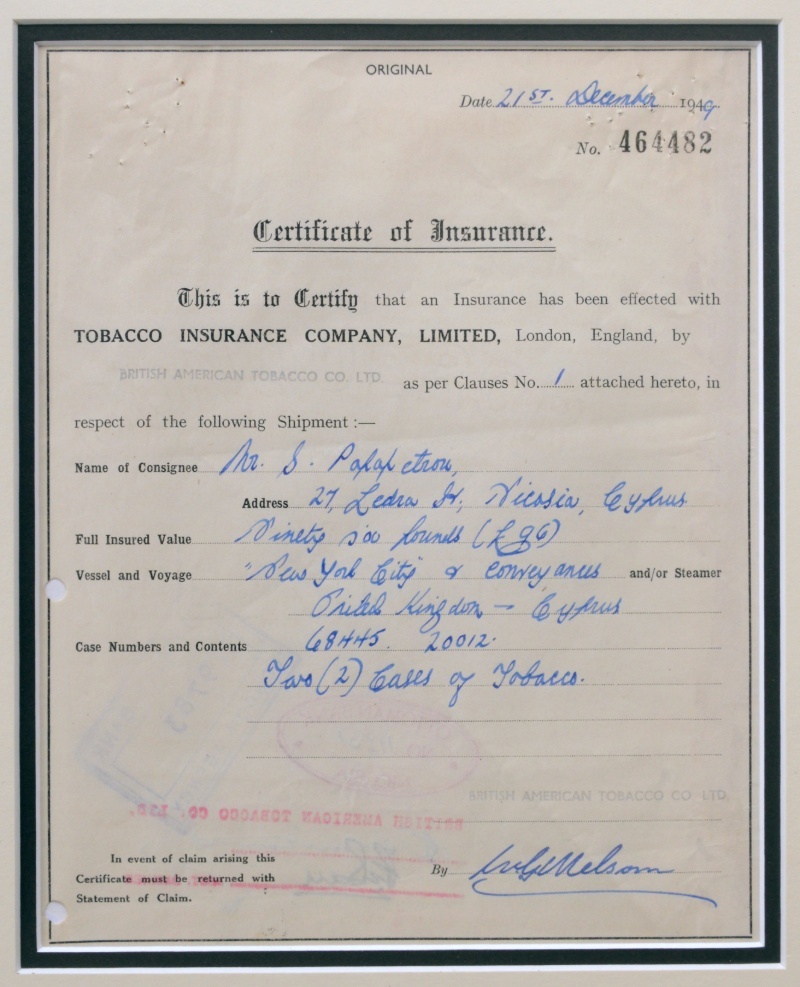 ORIGINAL
Date 21ST. December 1949
No. 464482
Certificate of Insurance.
This is to Certify that an Insurance has been effected with
TOBACCO INSURANCE COMPANY, LIMITED, London, England, by
BRITISH AMERICAN TOBACCO CO. LTD. as per Clauses No. 1 attached hereto, in
respect of the following Shipment :—
Name of Consignee Mr. S. Papapetrou,
Address 27, Ledra St, Nicosia, Cyprus
Full Insured Value Ninety six pounds (£96)
Vessel and Voyage "New York City" & conveyances and/or Steamer
United Kingdom — Cyprus
Case Numbers and Contents 68445. 20012.
Two (2) Cases of Tobacco.
BRITISH AMERICAN TOBACCO CO LTD.
BRITISH AMERICAN TOBACCO CO. LTD.
In event of claim arising this
Certificate must be returned with
Statement of Claim.
By